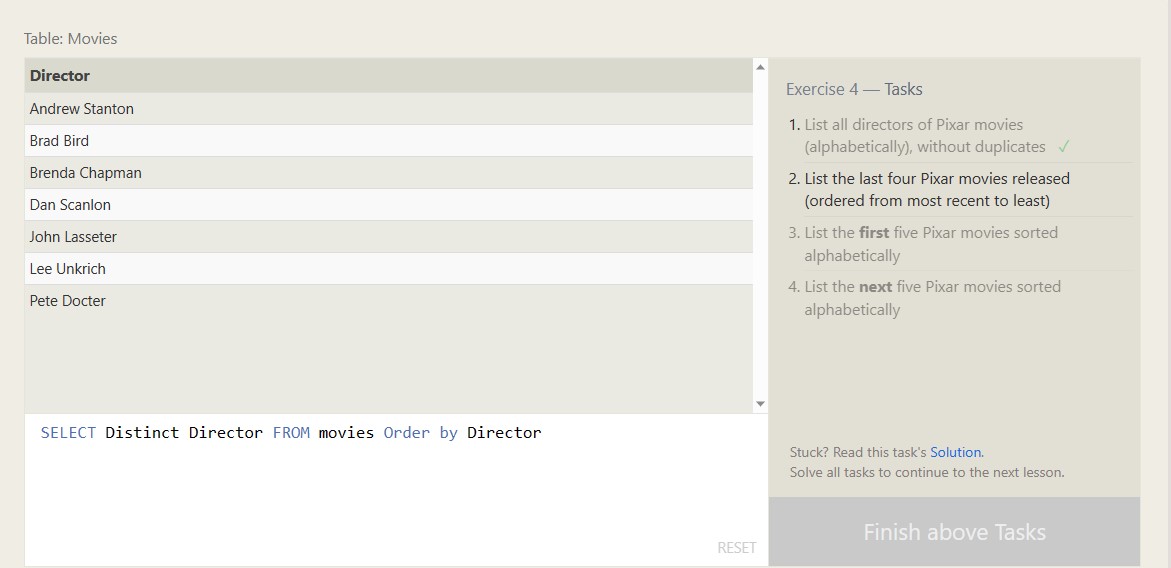 Table: Movies
Director
Andrew Stanton
Brad Bird
Brenda Chapman
Dan Scanlon
John Lasseter
Lee Unkrich
Pete Docter
SELECT Distinct Director FROM movies Order by Director
RESET
Exercise 4 — Tasks
1. List all directors of Pixar movies
(alphabetically), without duplicates ✓
2. List the last four Pixar movies released
(ordered from most recent to least)
3. List the first five Pixar movies sorted
alphabetically
4. List the next five Pixar movies sorted
alphabetically
Stuck? Read this task's Solution.
Solve all tasks to continue to the next lesson.
Finish above Tasks